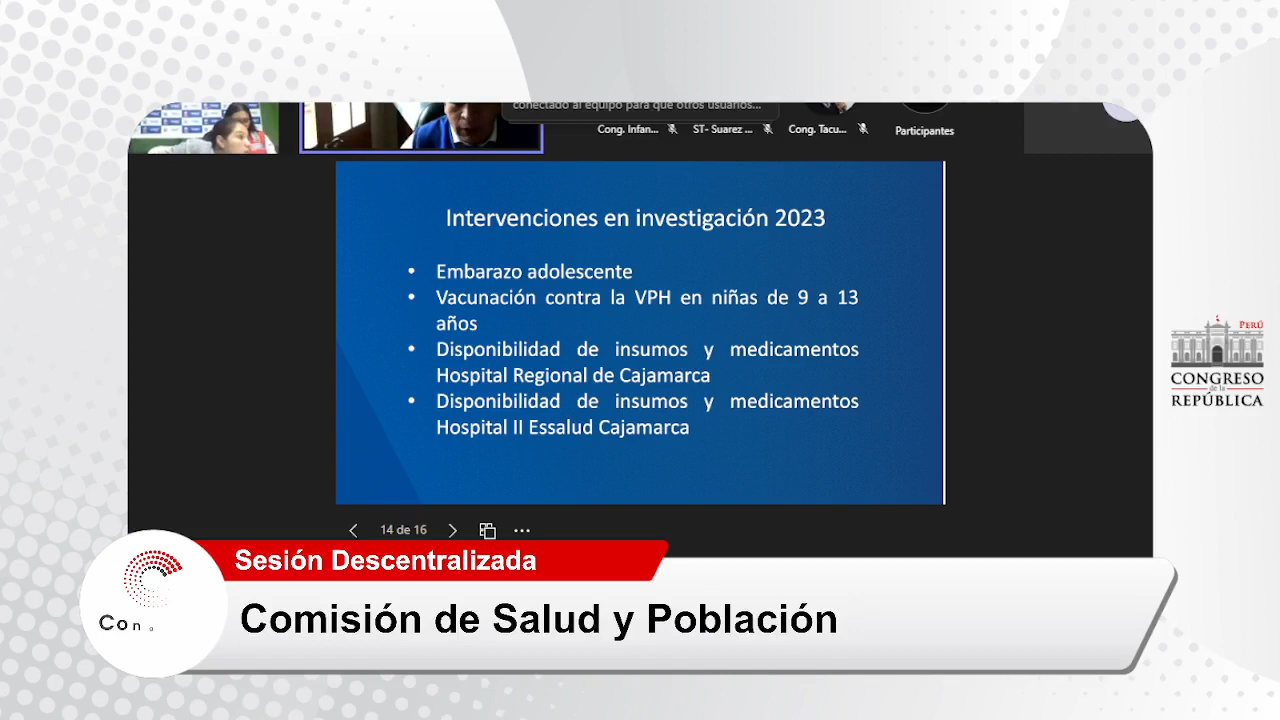 conectado al equipo para que otros usuarios...
Cong. Infan...
ST- Suarez ...
Cong. Tacu...
Participantes
Intervenciones en investigación 2023
• Embarazo adolescente
• Vacunación contra la VPH en niñas de 9 a 13
años
• Disponibilidad de insumos y medicamentos
Hospital Regional de Cajamarca
• Disponibilidad de insumos y medicamentos
Hospital II Essalud Cajamarca
14 de 16
PERÚ
CONGRESO
de la
REPÚBLICA
Sesión Descentralizada
Con
Comisión de Salud y Población